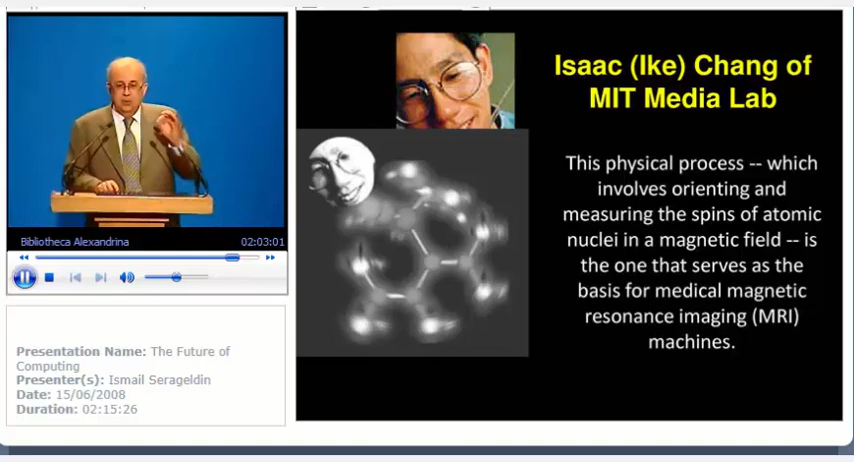 Isaac (Ike) Chang of
MIT Media Lab
This physical process -- which
involves orienting and
measuring the spins of atomic
nuclei in a magnetic field -- is
the one that serves as the
basis for medical magnetic
resonance imaging (MRI)
machines.
Bibliotheca Alexandrina 02:03:01
Presentation Name: The Future of
Computing
Presenter(s): Ismail Serageldin
Date: 15/06/2008
Duration: 02:15:26